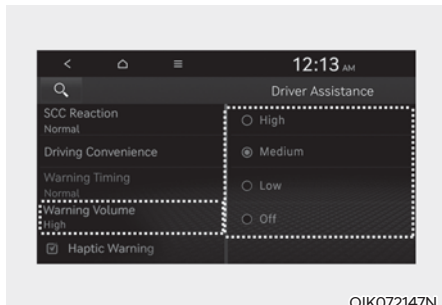 12:13 AM
Driver Assistance
SCC Reaction
Normal
Driving Convenience
Warning Timing
Normal
Warning Volume
High
Haptic Warning
High
Medium
Low
Off
OIK072147N